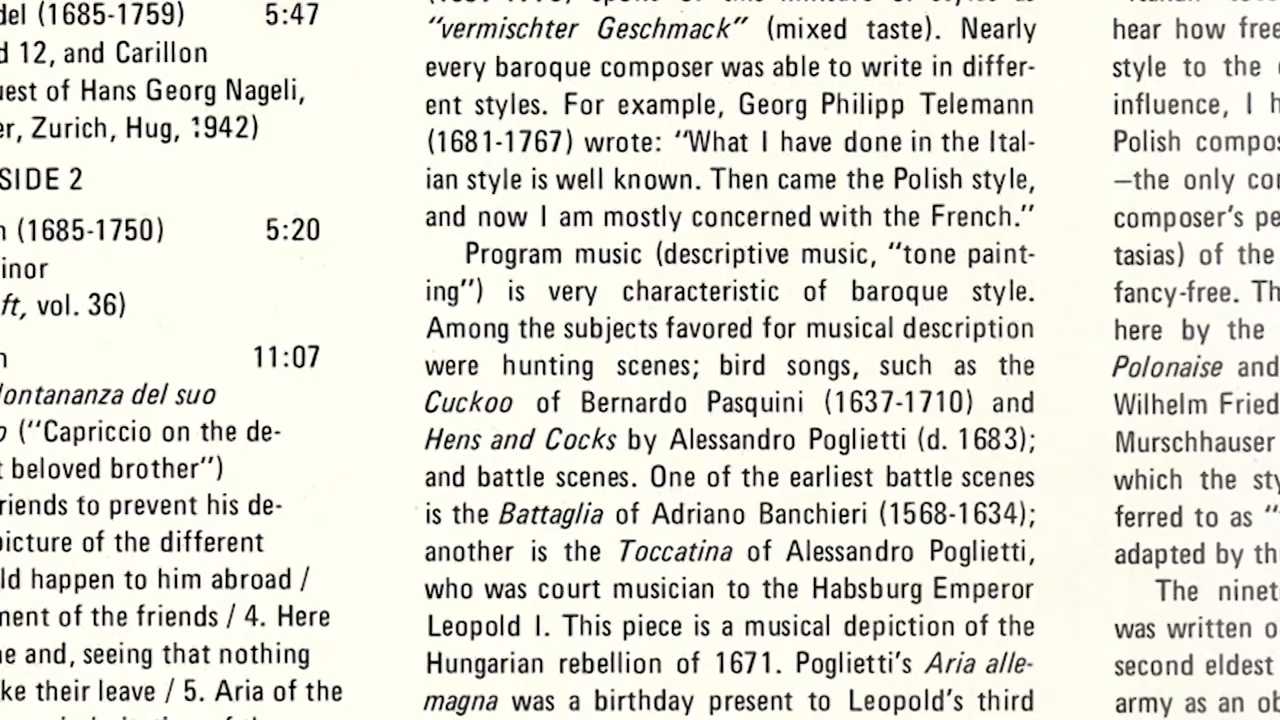 del (1685-1759) 5:47
d 12, and Carillon
uest of Hans Georg Nageli,
er, Zurich, Hug, 1942)
SIDE 2
n (1685-1750) 5:20
inor
ft, vol. 36)
n 11:07
lontananza del suo
o ("Capriccio on the de-
t beloved brother")
riends to prevent his de-
picture of the different
ld happen to him abroad /
ment of the friends / 4. Here
ne and, seeing that nothing
ke their leave / 5. Aria of the
"vermischter Geschmack" (mixed taste). Nearly
every baroque composer was able to write in differ-
ent styles. For example, Georg Philipp Telemann
(1681-1767) wrote: "What I have done in the Ital-
ian style is well known. Then came the Polish style,
and now I am mostly concerned with the French."
Program music (descriptive music, "tone paint-
ing") is very characteristic of baroque style.
Among the subjects favored for musical description
were hunting scenes; bird songs, such as the
Cuckoo of Bernardo Pasquini (1637-1710) and
Hens and Cocks by Alessandro Poglietti (d. 1683);
and battle scenes. One of the earliest battle scenes
is the Battaglia of Adriano Banchieri (1568-1634);
another is the Toccatina of Alessandro Poglietti,
who was court musician to the Habsburg Emperor
Leopold I. This piece is a musical depiction of the
Hungarian rebellion of 1671. Poglietti's Aria alle-
magna was a birthday present to Leopold's third
hear how free
style to the
influence, I h
Polish compos
—the only co
composer's pe
tasias) of the
fancy-free. Th
here by the
Polonaise and
Wilhelm Fried
Murschhauser
which the sty
ferred to as "
adapted by th
The ninet
was written o
second eldest
army as an ob